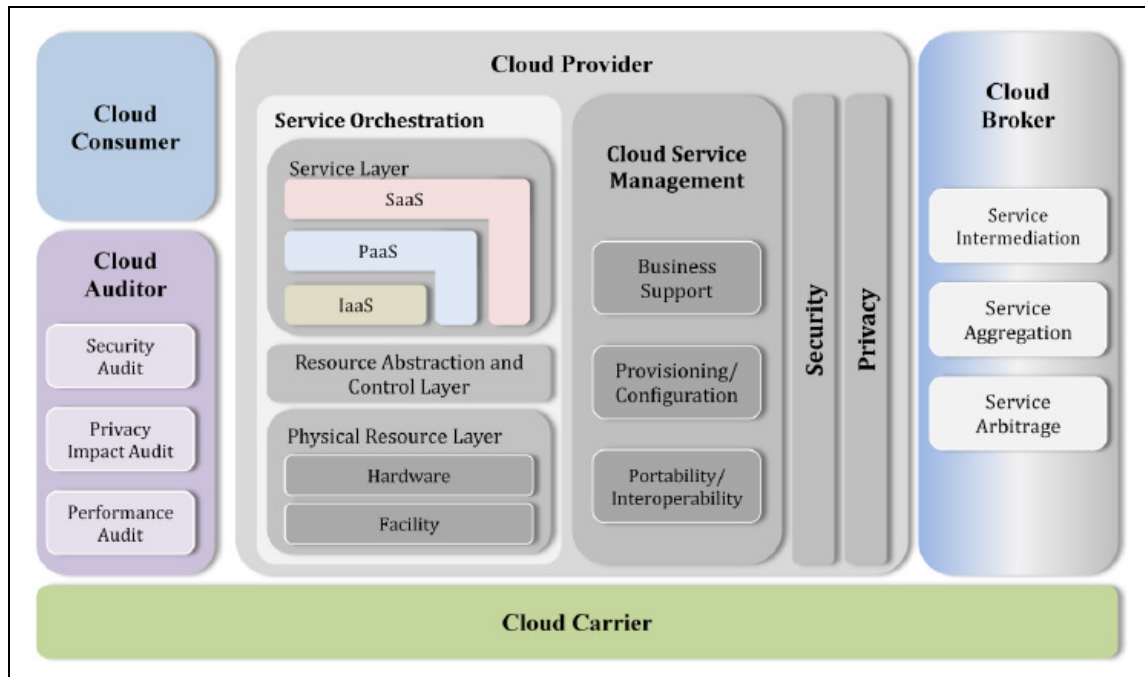 Cloud
Consumer
Cloud
Auditor
Security
Audit
Privacy
Impact Audit
Performance
Audit
Cloud Provider
Service Orchestration
Service Layer
SaaS
PaaS
IaaS
Resource Abstraction and
Control Layer
Physical Resource Layer
Hardware
Facility
Cloud Service
Management
Business
Support
Provisioning/
Configuration
Portability/
Interoperability
Security
Privacy
Cloud
Broker
Service
Intermediation
Service
Aggregation
Service
Arbitrage
Cloud Carrier